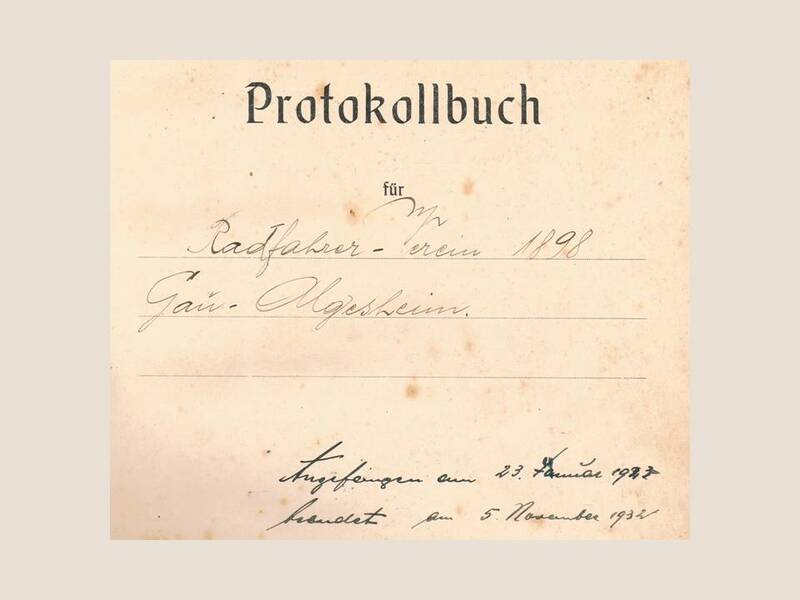 Protokollbuch
für
Radfahrer-Verein 1898
Gau-Algesheim.
Angefangen am 23. Januar 1927
beendet am 5. November 1932